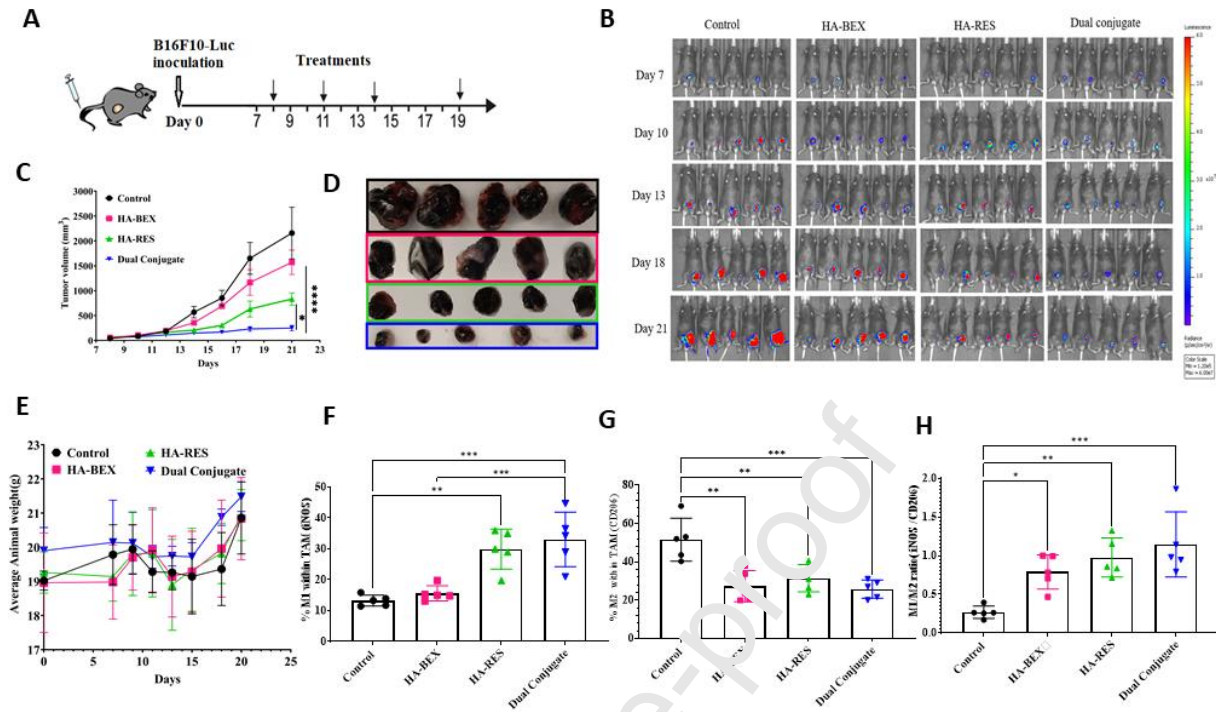 A
B16F10-Luc
inoculation
Treatments
Day 0
7 9 11 13 15 17 19
B
Control HA-BEX HA-RES Dual conjugate
Day 7
Day 10
Day 13
Day 18
Day 21
Luminescence
Radiance
Color Scale
C
Control
HA-BEX
HA-RES
Dual Conjugate
Tumor volume (mm³)
3000
2500
2000
1500
1000
500
0
7 9 11 13 15 17 19 21 23
Days
****
*
D
E
Control
HA-BEX
HA-RES
Dual Conjugate
Average Animal weight(g)
23
22
21
20
19
18
17
0 5 10 15 20 25
Days
F
***
***
**
% M1 within TAM (iNOS)
50
40
30
20
10
0
Control
HA-BEX
HA-RES
Dual Conjugate
G
***
**
**
% M2 within TAM (CD206)
80
60
40
20
0
Control
HA-BEX
HA-RES
Dual Conjugate
H
***
**
*
M1/M2 ratio(iNOS /CD206)
2.0
1.5
1.0
0.5
0.0
Control
HA-BEX
HA-RES
Dual Conjugate
e-proof